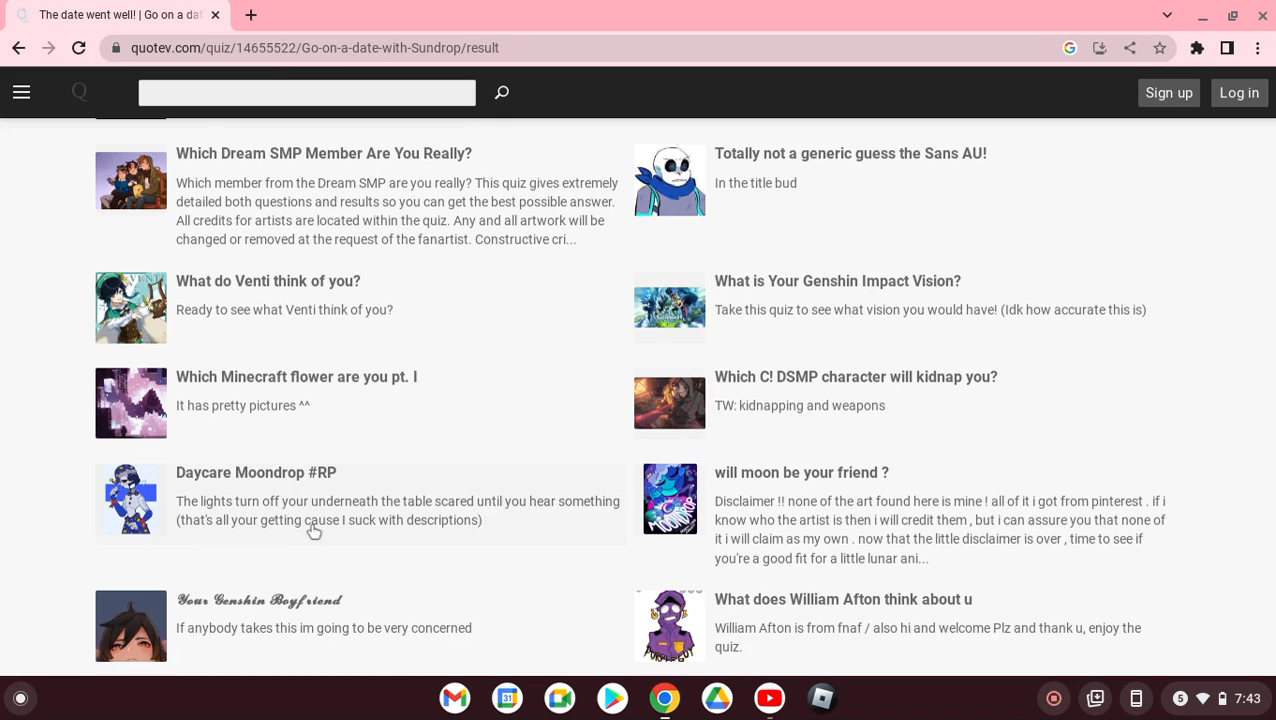 The date went well! | Go on a da
quotev.com/quiz/14655522/Go-on-a-date-with-Sundrop/result
Q
Sign up
Log in
Which Dream SMP Member Are You Really?
Which member from the Dream SMP are you really? This quiz gives extremely
detailed both questions and results so you can get the best possible answer.
All credits for artists are located within the quiz. Any and all artwork will be
changed or removed at the request of the fanartist. Constructive cri...
Totally not a generic guess the Sans AU!
In the title bud
VENTI
What do Venti think of you?
Ready to see what Venti think of you?
What is Your Genshin Impact Vision?
Take this quiz to see what vision you would have! (Idk how accurate this is)
Which Minecraft flower are you pt. I
It has pretty pictures ^^
Which C! DSMP character will kidnap you?
TW: kidnapping and weapons
Daycare Moondrop #RP
The lights turn off your underneath the table scared until you hear something
(that's all your getting cause I suck with descriptions)
MOONDROP
will moon be your friend ?
Disclaimer !! none of the art found here is mine ! all of it i got from pinterest . if i
know who the artist is then i will credit them , but i can assure you that none of
it i will claim as my own . now that the little disclaimer is over , time to see if
you're a good fit for a little lunar ani...
𝓨𝓸𝓾𝓻 𝓖𝓮𝓷𝓼𝓱𝓲𝓷 𝓑𝓸𝔂𝓯𝓻𝓲𝓮𝓷𝓭
If anybody takes this im going to be very concerned
PURPLE GUY
What does William Afton think about u
William Afton is from fnaf / also hi and welcome Plz and thank u, enjoy the
quiz.
31
5
7:43